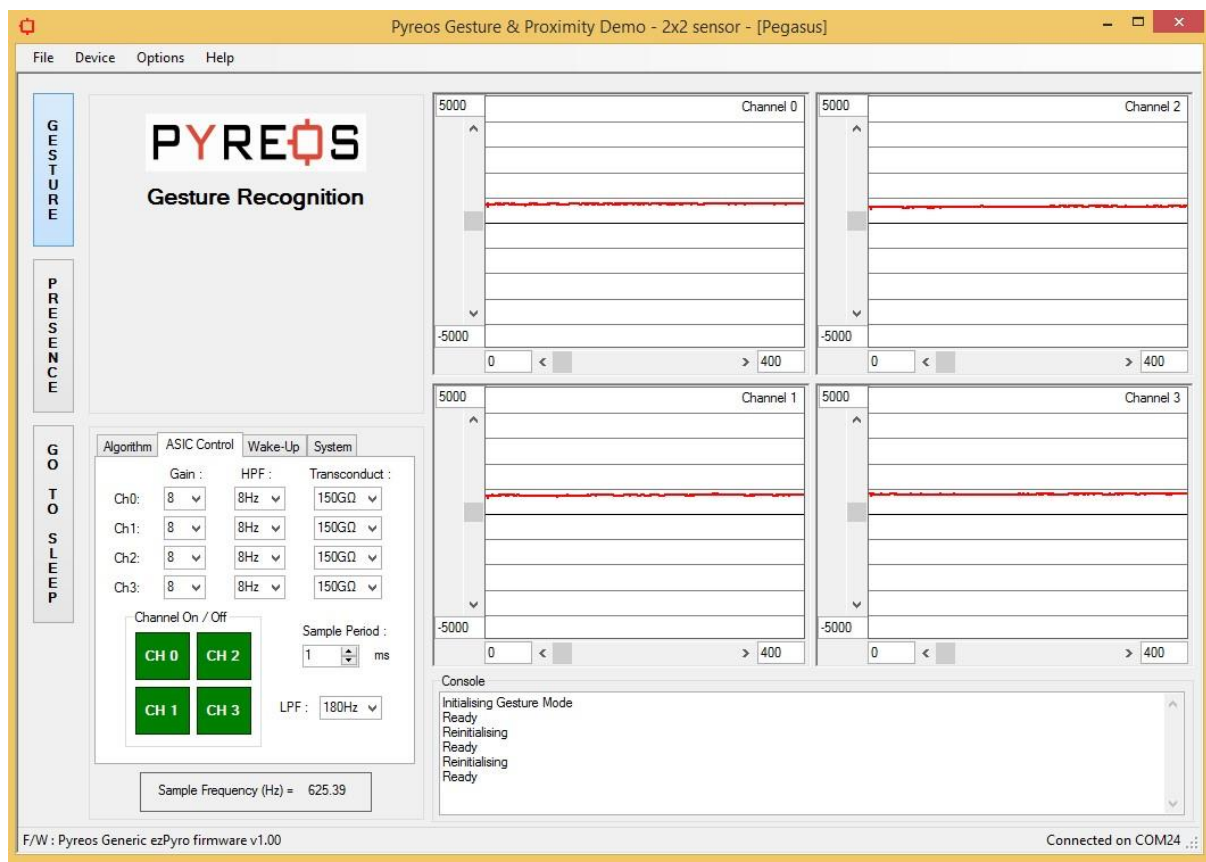 Pyreos Gesture & Proximity Demo - 2x2 sensor - [Pegasus]
File Device Options Help
GESTURE
PRESENCE
GO TO SLEEP
PYREOS
Gesture Recognition
Algorithm ASIC Control Wake-Up System
Gain : HPF : Transconduct :
Ch0: 8 8Hz 150GΩ
Ch1: 8 8Hz 150GΩ
Ch2: 8 8Hz 150GΩ
Ch3: 8 8Hz 150GΩ
Channel On / Off
CH 0 CH 2
CH 1 CH 3
Sample Period :
1 ms
LPF : 180Hz
Sample Frequency (Hz) = 625.39
5000 Channel 0
-5000
0 400
5000 Channel 2
-5000
0 400
5000 Channel 1
-5000
0 400
5000 Channel 3
-5000
0 400
Console
Initialising Gesture Mode
Ready
Reinitialising
Ready
Reinitialising
Ready
F/W : Pyreos Generic ezPyro firmware v1.00
Connected on COM24